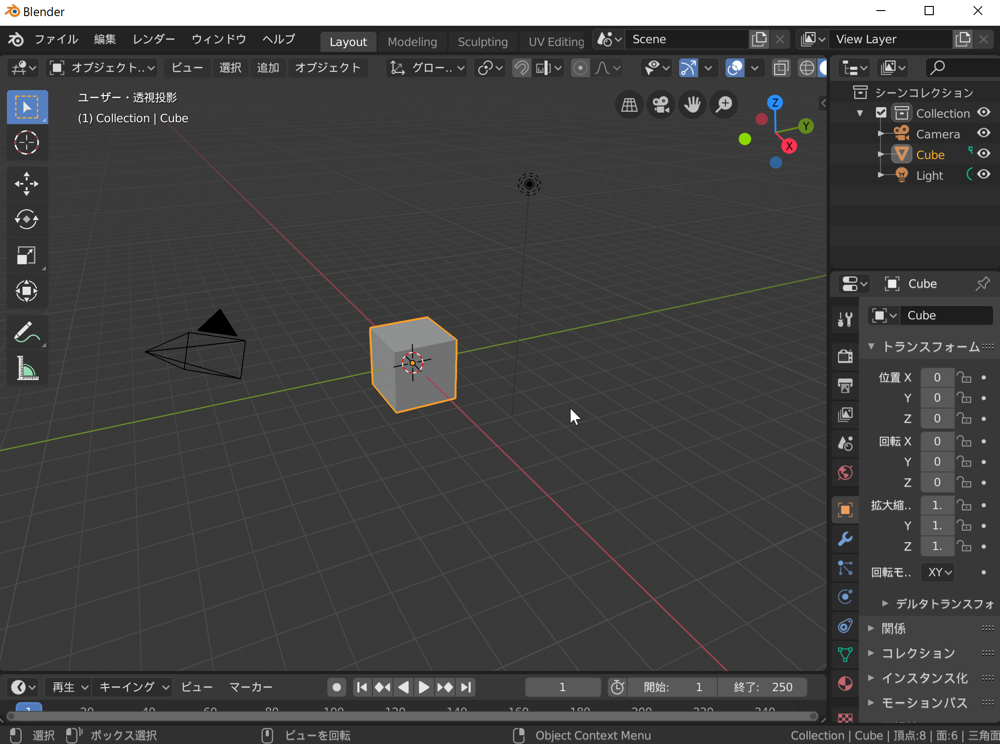 Blender
ファイル 編集 レンダー ウィンドウ ヘルプ Layout Modeling Sculpting UV Editing Scene View Layer
オブジェクト.. ビュー 選択 追加 オブジェクト グロー..
ユーザー・透視投影
(1) Collection | Cube
Z
Y
X
シーンコレクション
Collection
Camera
Cube
Light
Cube
Cube
トランスフォーム
位置 X 0
Y 0
Z 0
回転 X 0
Y 0
Z 0
拡大縮.. 1.
Y 1.
Z 1.
回転モ.. XY
デルタトランスフォ
関係
コレクション
インスタンス化
モーションパス
再生 キーイング ビュー マーカー 1 開始: 1 終了: 250
1 20 40 60 80 100 120 140 160 180 200 220 240
選択 ボックス選択 ビューを回転 Object Context Menu Collection | Cube | 頂点:8 | 面:6 | 三角面